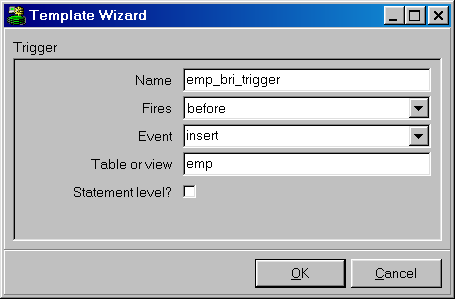 Template Wizard
Trigger
Name emp_bri_trigger
Fires before
Event insert
Table or view emp
Statement level?
OK Cancel